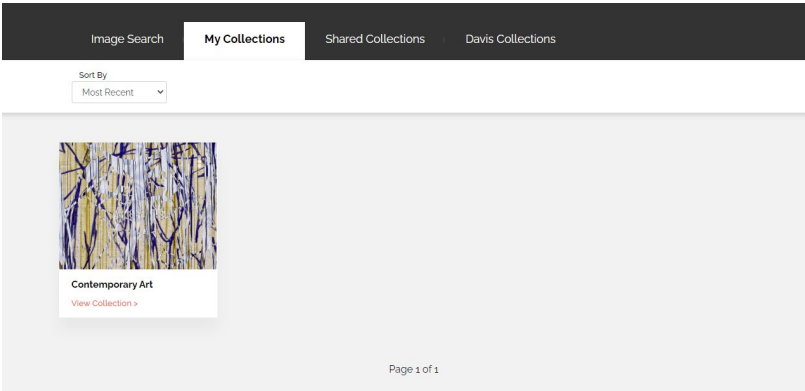 Image Search
My Collections
Shared Collections
Davis Collections
Sort By
Most Recent
Contemporary Art
View Collection >
Page 1 of 1